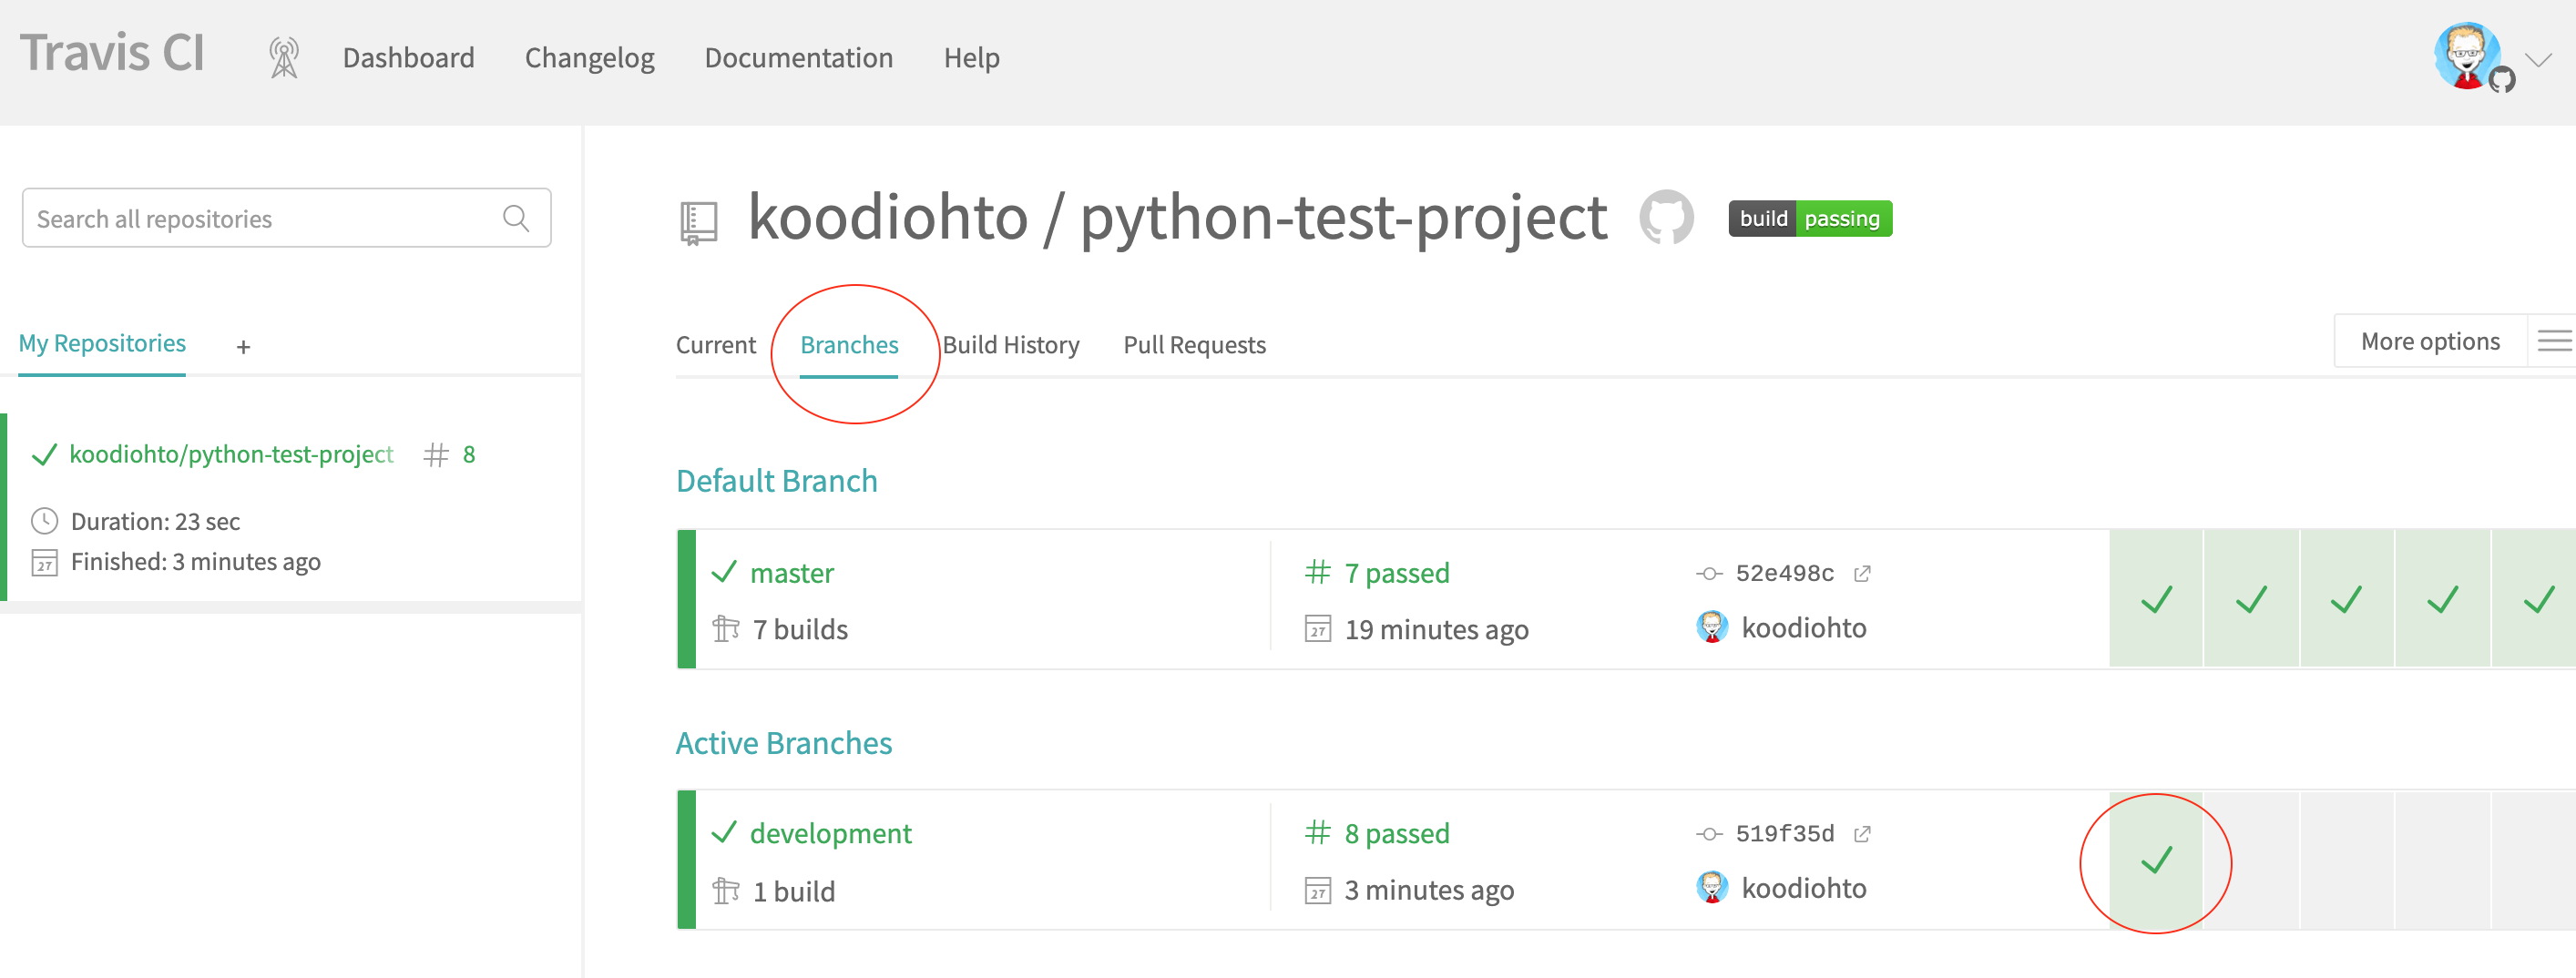 Travis CI Dashboard Changelog Documentation Help
Search all repositories
My Repositories +
koodiohto/python-test-project # 8
Duration: 23 sec
27 Finished: 3 minutes ago
koodiohto / python-test-project build passing
Current Branches Build History Pull Requests More options
Default Branch
master # 7 passed 52e498c
7 builds 27 19 minutes ago koodiohto
Active Branches
development # 8 passed 519f35d
1 build 27 3 minutes ago koodiohto